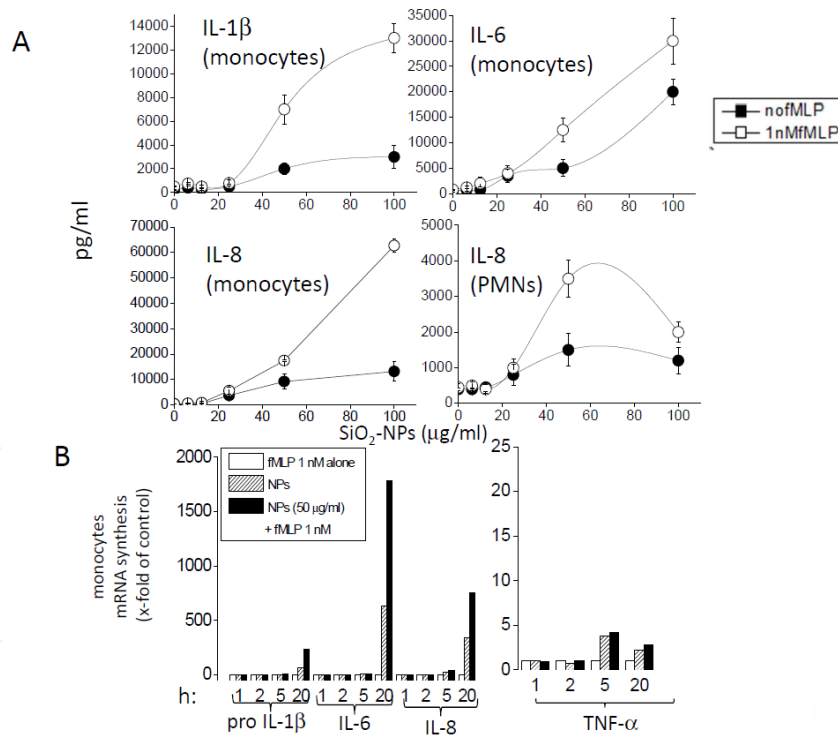 A
IL-1β
(monocytes)
14000
12000
10000
8000
6000
4000
2000
0
0 20 40 60 80 100
IL-6
(monocytes)
35000
30000
25000
20000
15000
10000
5000
0
0 20 40 60 80 100
nofMLP
1nMfMLP
pg/ml
IL-8
(monocytes)
70000
60000
50000
40000
30000
20000
10000
0
0 20 40 60 80 100
IL-8
(PMNs)
5000
4000
3000
2000
1000
0
0 20 40 60 80 100
SiO2-NPs (µg/ml)
B
monocytes
mRNA synthesis
(x-fold of control)
2000
1500
1000
500
0
fMLP 1 nM alone
NPs
NPs (50 µg/ml)
+ fMLP 1 nM
25
20
15
10
5
0
h: 1 2 5 20 1 2 5 20 1 2 5 20
pro IL-1β IL-6 IL-8
1 2 5 20
TNF-α